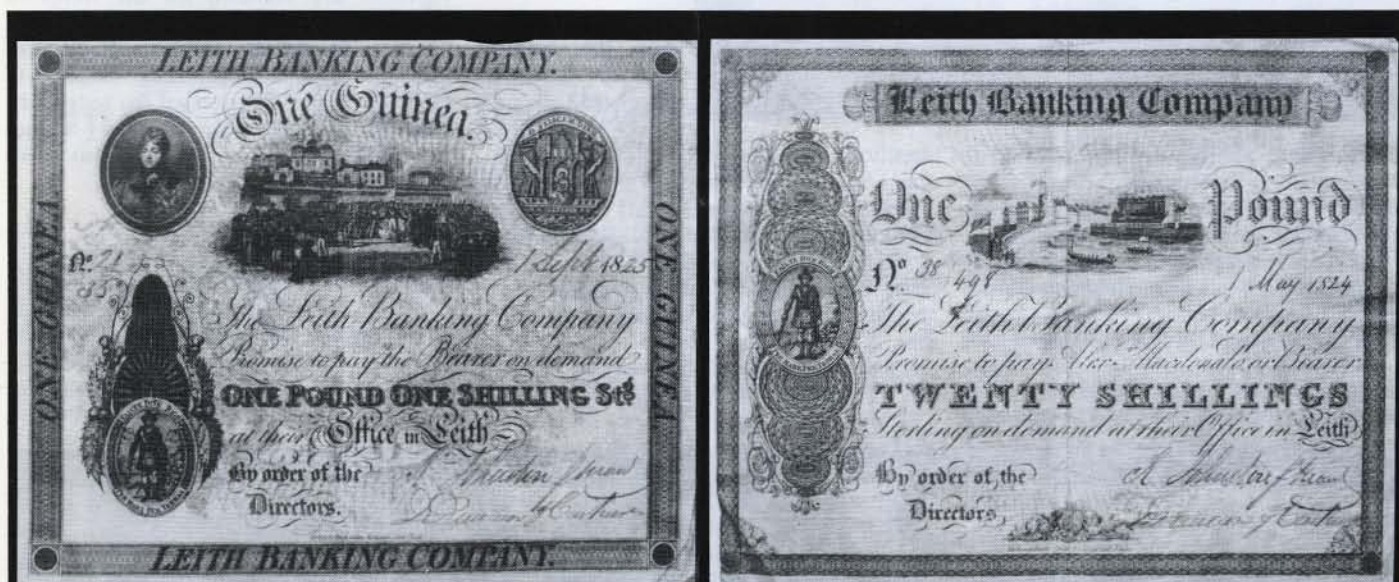 LEITH BANKING COMPANY.
One Guinea.
ONE GUINEA
ONE GUINEA
No.
1 Sept 1825
The Leith Banking Company
Promise to pay the Bearer on demand
ONE POUND ONE SHILLING Stg
at their Office in Leith
By order of the
Directors.
LEITH BANKING COMPANY.
Leith Banking Company
One Pound
No. 38/498
1 May 1824
The Leith Banking Company
Promise to pay Alexr. Macdonald or Bearer
TWENTY SHILLINGS
Sterling on demand at their Office in Leith
By order of the
Directors,